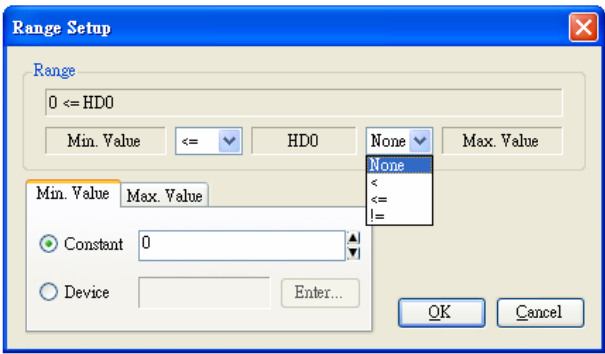 Range Setup
Range
0 <= HD0
Min. Value <= HD0 None Max. Value
None
<
<=
!=
Min. Value Max. Value
Constant 0
Device Enter...
OK Cancel